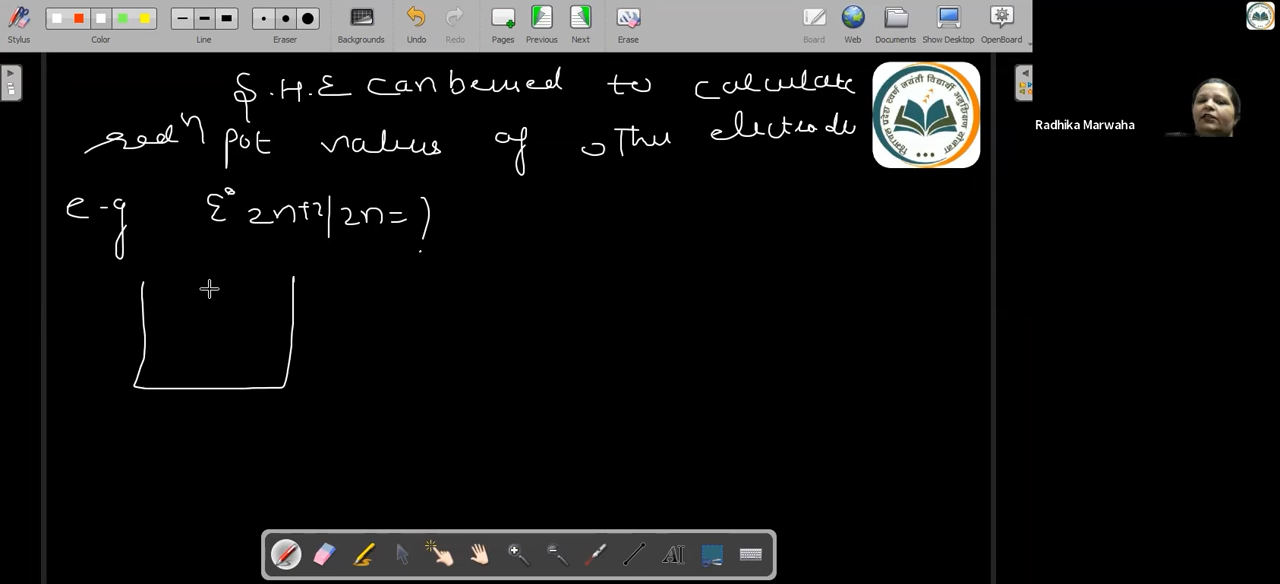 Stylus Color Line Eraser Backgrounds Undo Redo Pages Previous Next Erase Board Web Documents Show Desktop OpenBoard
S.H.E can be used to calculate
redⁿ pot values of other electrode
e-g E° Zn+2/Zn = ?
Radhika Marwaha
AI